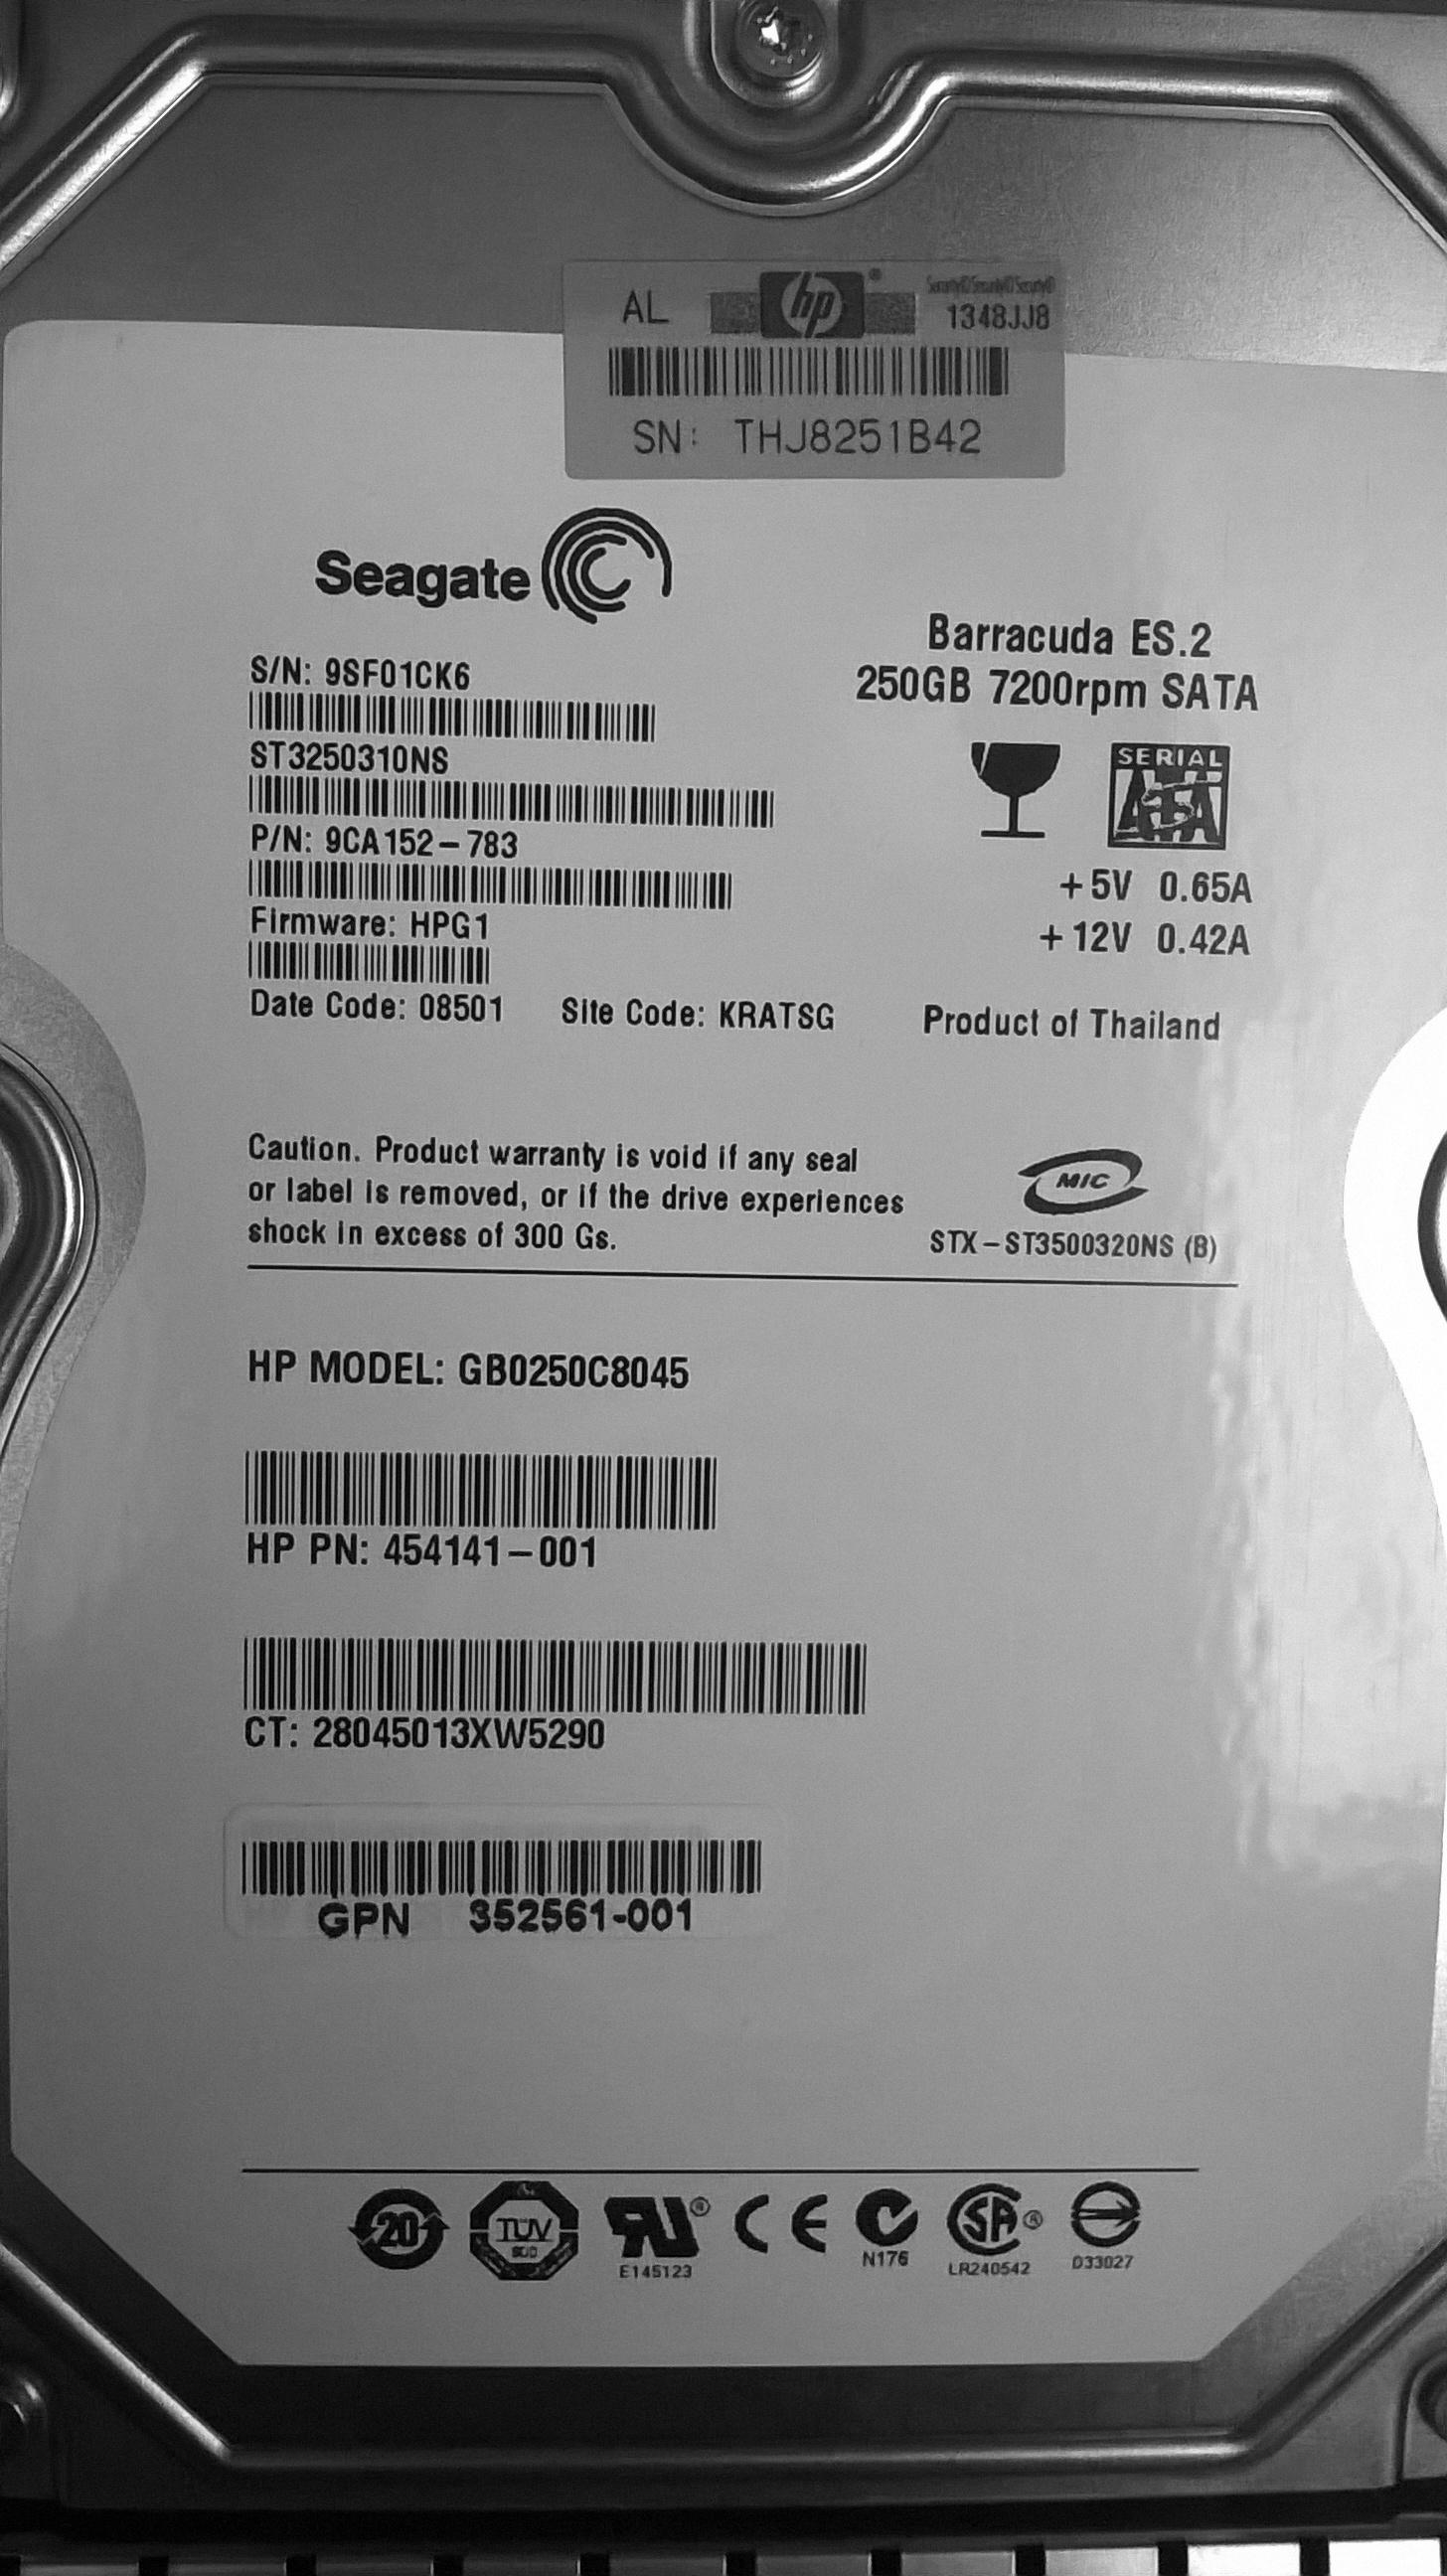 AL hp ® 1348JJ8
SN: THJ8251B42
Seagate
Barracuda ES.2
250GB 7200rpm SATA
S/N: 9SF01CK6
ST3250310NS
P/N: 9CA152-783
Firmware: HPG1
Date Code: 08501 Site Code: KRATSG
SERIAL
ATA
+5V 0.65A
+12V 0.42A
Product of Thailand
Caution. Product warranty is void if any seal
or label is removed, or if the drive experiences
shock in excess of 300 Gs.
MIC
STX-ST3500320NS (B)
HP MODEL: GB0250C8045
HP PN: 454141-001
CT: 28045013XW5290
GPN 352561-001
20 TÜV SÜD ® CE SA ®
E145123 N176 LR240542 D33027